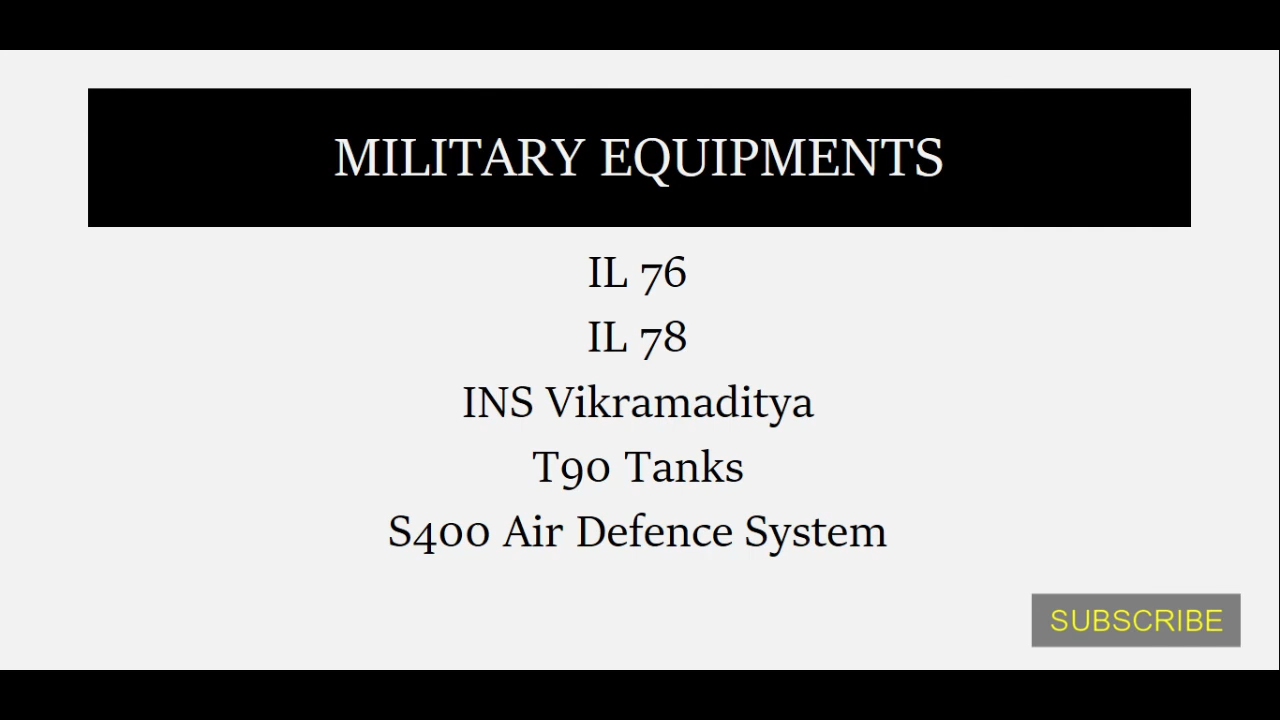 MILITARY EQUIPMENTS
IL 76
IL 78
INS Vikramaditya
T90 Tanks
S400 Air Defence System
SUBSCRIBE